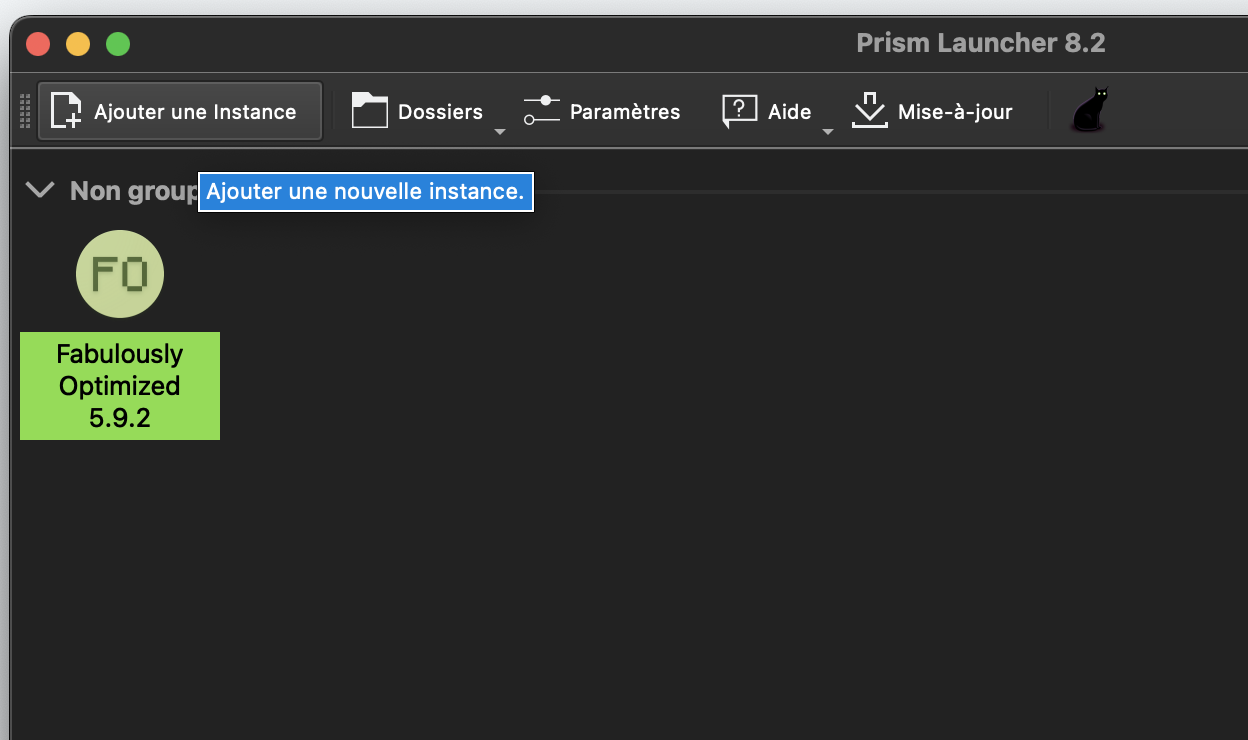 Prism Launcher 8.2
Ajouter une Instance
Dossiers
Paramètres
Aide
Mise-à-jour
Non group
Ajouter une nouvelle instance.
FO
Fabulously
Optimized
5.9.2